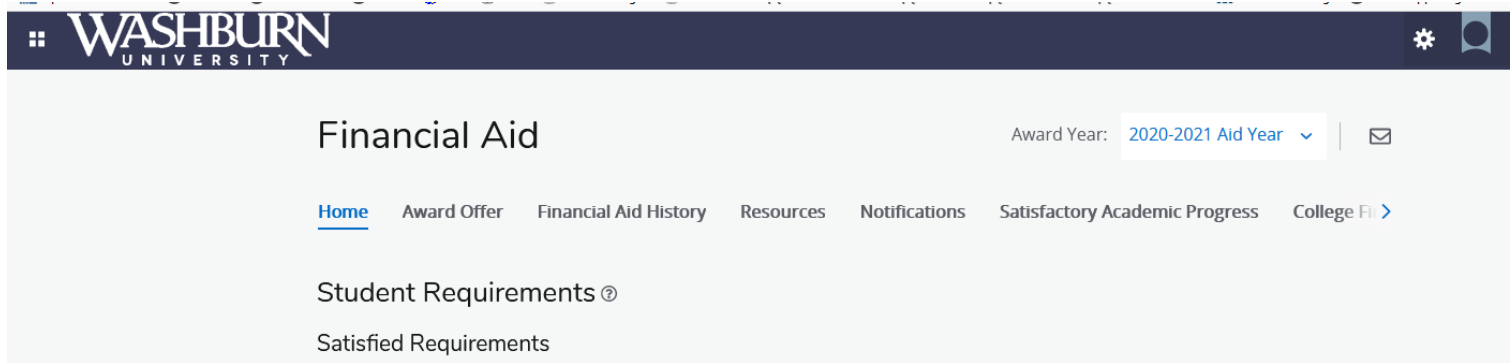 WASHBURN
UNIVERSITY
Financial Aid
Award Year: 2020-2021 Aid Year
Home Award Offer Financial Aid History Resources Notifications Satisfactory Academic Progress College
Student Requirements
Satisfied Requirements